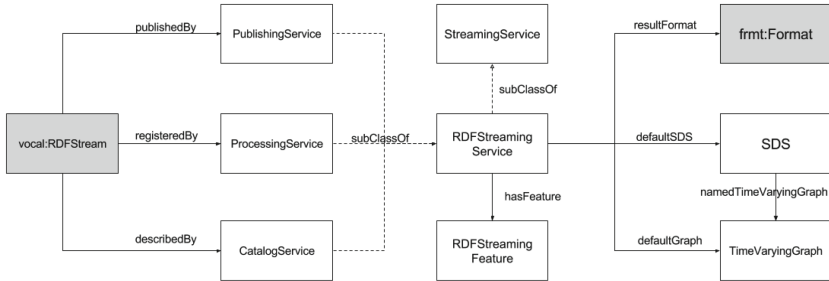 publishedBy
PublishingService
StreamingService
resultFormat
frmt:Format
subClassOf
vocal:RDFStream
registeredBy
ProcessingService
subClassOf
RDFStreaming
Service
defaultSDS
SDS
hasFeature
namedTimeVaryingGraph
describedBy
CatalogService
RDFStreaming
Feature
defaultGraph
TimeVaryingGraph